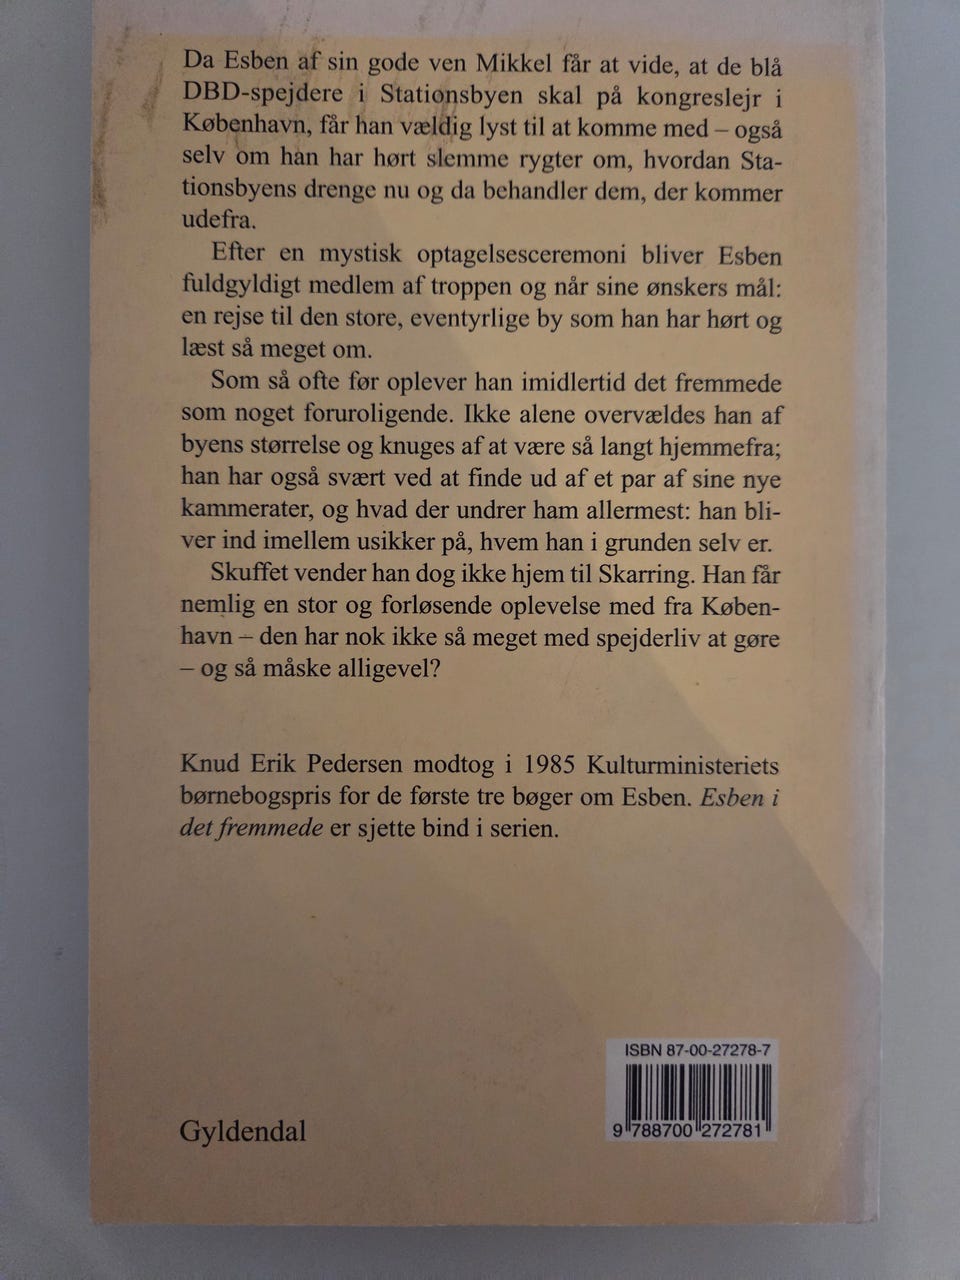 Da Esben af sin gode ven Mikkel får at vide, at de blå
DBD-spejdere i Stationsbyen skal på kongreslejr i
København, får han vældig lyst til at komme med – også
selv om han har hørt slemme rygter om, hvordan Sta-
tionsbyens drenge nu og da behandler dem, der kommer
udefra.
Efter en mystisk optagelsesceremoni bliver Esben
fuldgyldigt medlem af troppen og når sine ønskers mål:
en rejse til den store, eventyrlige by som han har hørt og
læst så meget om.
Som så ofte før oplever han imidlertid det fremmede
som noget foruroligende. Ikke alene overvældes han af
byens størrelse og knuges af at være så langt hjemmefra;
han har også svært ved at finde ud af et par af sine nye
kammerater, og hvad der undrer ham allermest: han bli-
ver ind imellem usikker på, hvem han i grunden selv er.
Skuffet vender han dog ikke hjem til Skarring. Han får
nemlig en stor og forløsende oplevelse med fra Køben-
havn – den har nok ikke så meget med spejderliv at gøre
– og så måske alligevel?
Knud Erik Pedersen modtog i 1985 Kulturministeriets
børnebogspris for de første tre bøger om Esben. Esben i
det fremmede er sjette bind i serien.
ISBN 87-00-27278-7
9 788700 272781
Gyldendal